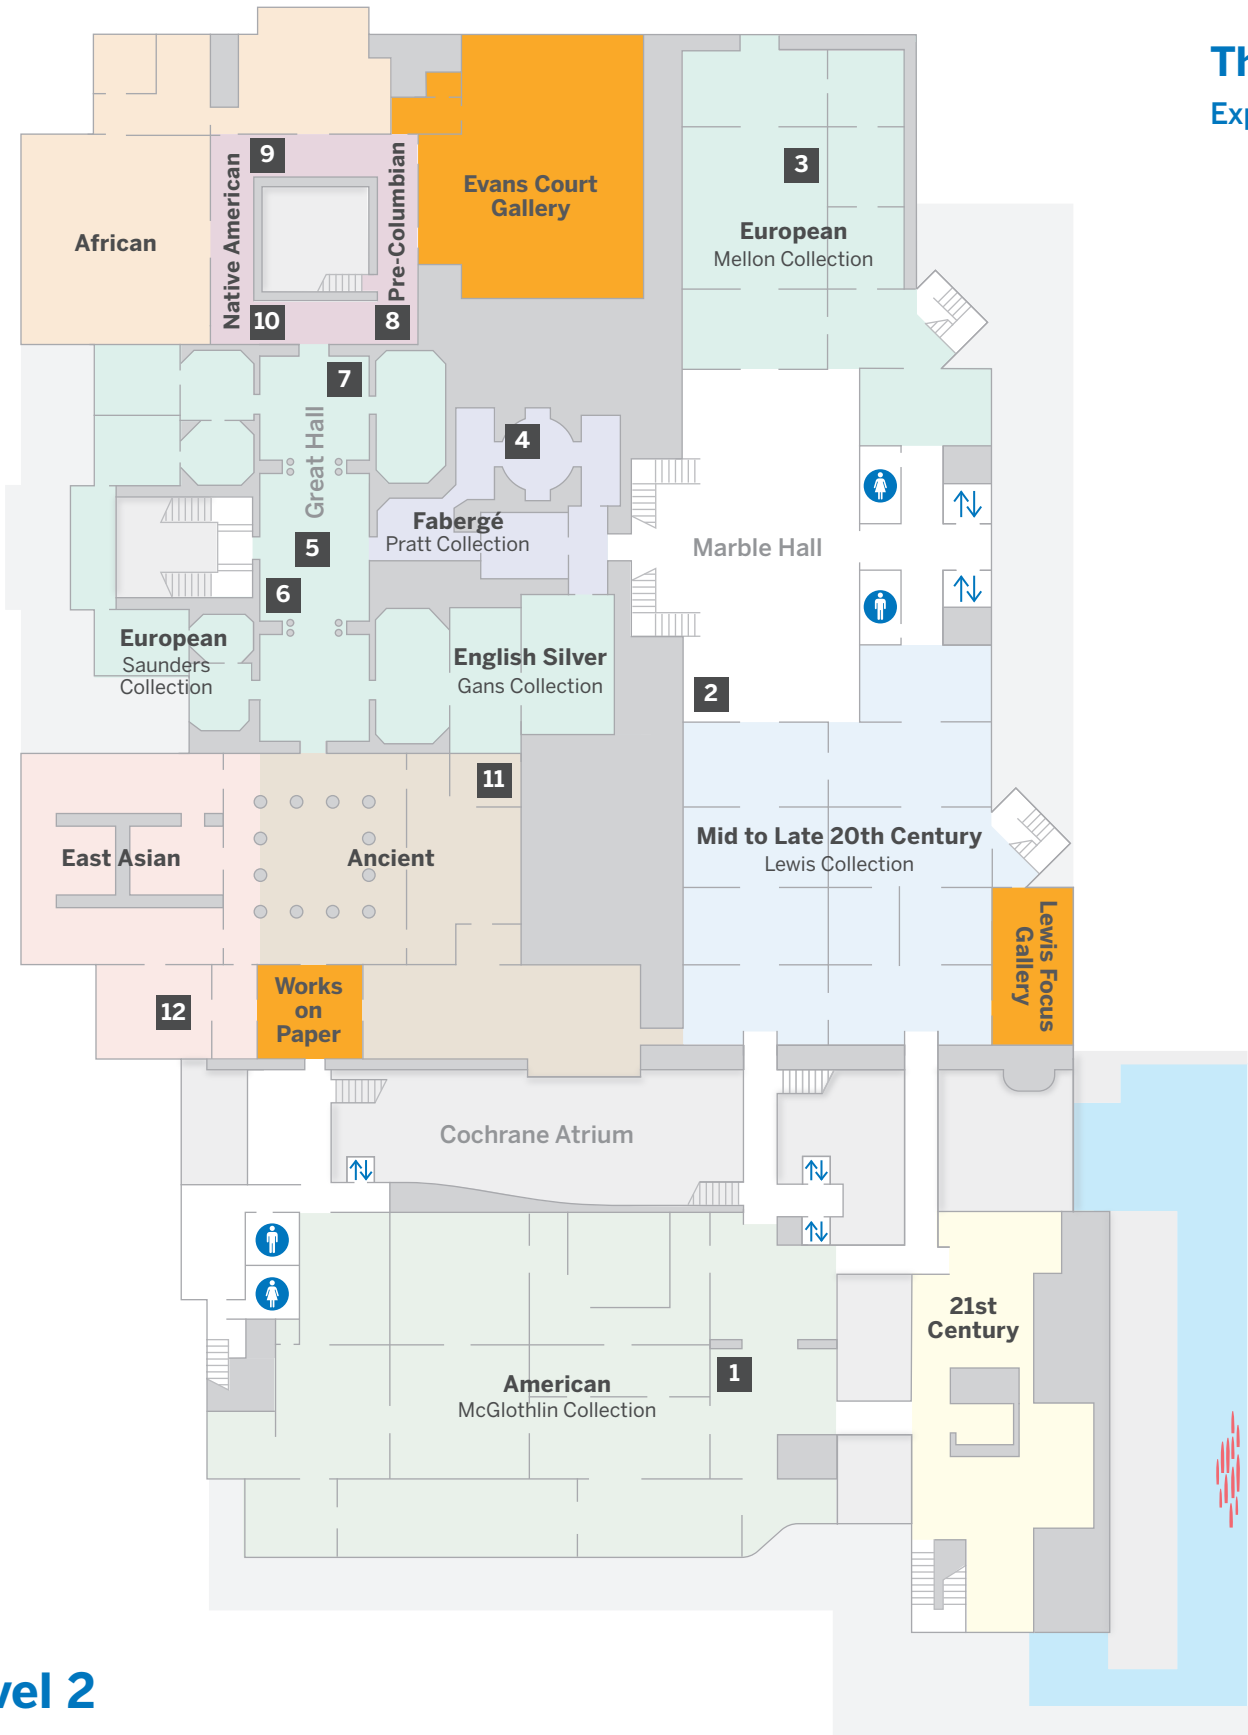 Th
Exp
9
3
Evans Court
Gallery
Native American
Pre-Columbian
African
European
Mellon Collection
10
8
7
Great Hall
4
Fabergé
Pratt Collection
Marble Hall
5
6
European
Saunders
Collection
English Silver
Gans Collection
2
11
East Asian
Ancient
Mid to Late 20th Century
Lewis Collection
Lewis Focus
Gallery
Works
on
Paper
12
Cochrane Atrium
21st
Century
1
American
McGlothlin Collection
vel 2